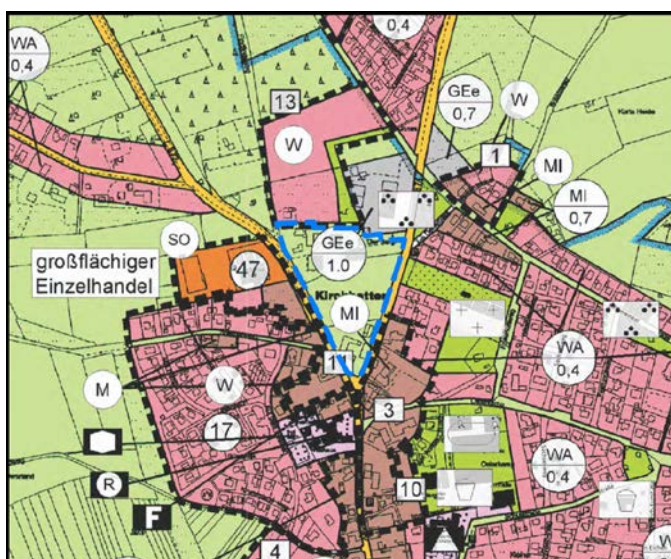 WA
0,4
0,4
13
GEe
0,7
W
W
1
MI
MI
0,7
SO
GEe
1.0
großflächiger
Einzelhandel
47
Kirchhatten
MI
11
WA
0,4
M
W
3
17
R
10
WA
0,4
F
4